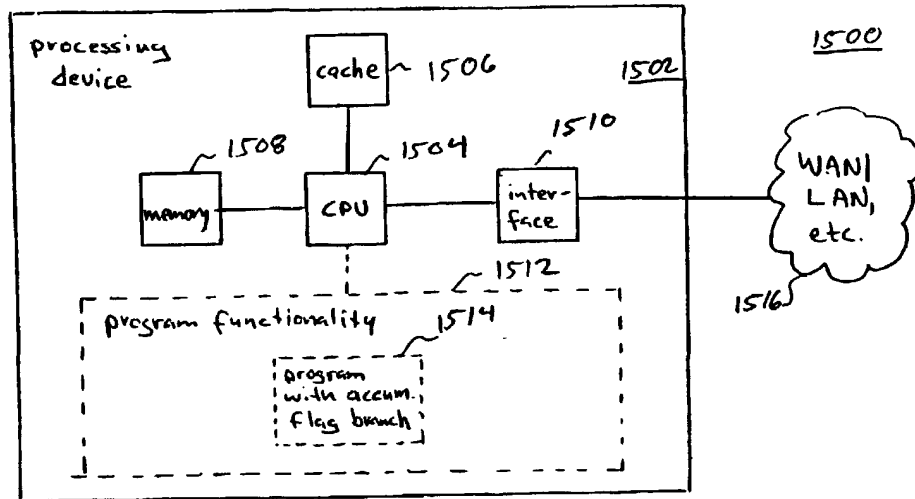 processing
device
1500
1502
cache
1506
1508
1504
1510
memory
CPU
inter-
face
WAN/
LAN,
etc.
1516
1512
program functionality
1514
program
with accum.
flag branch